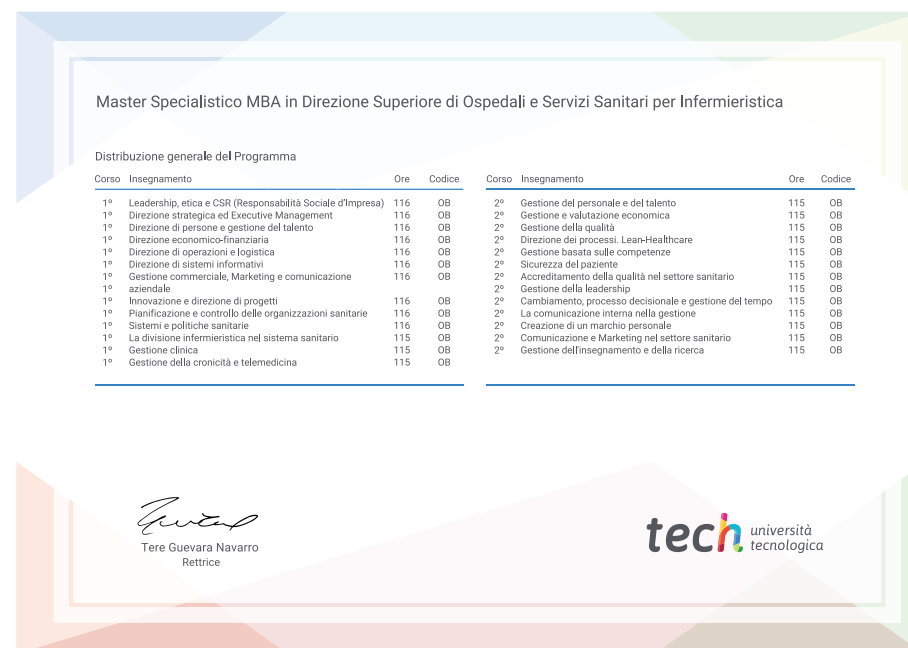 Master Specialistico MBA in Direzione Superiore di Ospedali e Servizi Sanitari per Infermieristica
Distribuzione generale del Programma
Corso Insegnamento Ore Codice
1º Leadership, etica e CSR (Responsabilità Sociale d'Impresa) 116 OB
1º Direzione strategica ed Executive Management 116 OB
1º Direzione di persone e gestione del talento 116 OB
1º Direzione economico-finanziaria 116 OB
1º Direzione di operazioni e logistica 116 OB
1º Direzione di sistemi informativi 116 OB
1º Gestione commerciale, Marketing e comunicazione 116 OB
1º aziendale
1º Innovazione e direzione di progetti 116 OB
1º Pianificazione e controllo delle organizzazioni sanitarie 116 OB
1º Sistemi e politiche sanitarie 116 OB
1º La divisione infermieristica nel sistema sanitario 115 OB
1º Gestione clinica 115 OB
1º Gestione della cronicità e telemedicina 115 OB
Corso Insegnamento Ore Codice
2º Gestione del personale e del talento 115 OB
2º Gestione e valutazione economica 115 OB
2º Gestione della qualità 115 OB
2º Direzione dei processi. Lean-Healthcare 115 OB
2º Gestione basata sulle competenze 115 OB
2º Sicurezza del paziente 115 OB
2º Accreditamento della qualità nel settore sanitario 115 OB
2º Gestione della leadership 115 OB
2º Cambiamento, processo decisionale e gestione del tempo 115 OB
2º La comunicazione interna nella gestione 115 OB
2º Creazione di un marchio personale 115 OB
2º Comunicazione e Marketing nel settore sanitario 115 OB
2º Gestione dell'insegnamento e della ricerca 115 OB
Tere Guevara Navarro
Rettrice
tech università
tecnologica